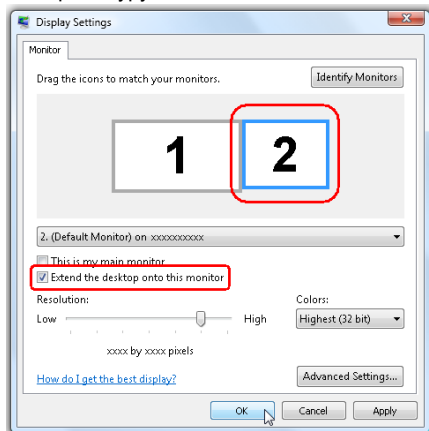 Display Settings
Monitor
Drag the icons to match your monitors.
Identify Monitors
1
2
2. (Default Monitor) on xxxxxxxxxx
This is my main monitor
Extend the desktop onto this monitor
Resolution:
Colors:
Low
High
Highest (32 bit)
xxxx by xxxx pixels
How do I get the best display?
Advanced Settings...
OK
Cancel
Apply